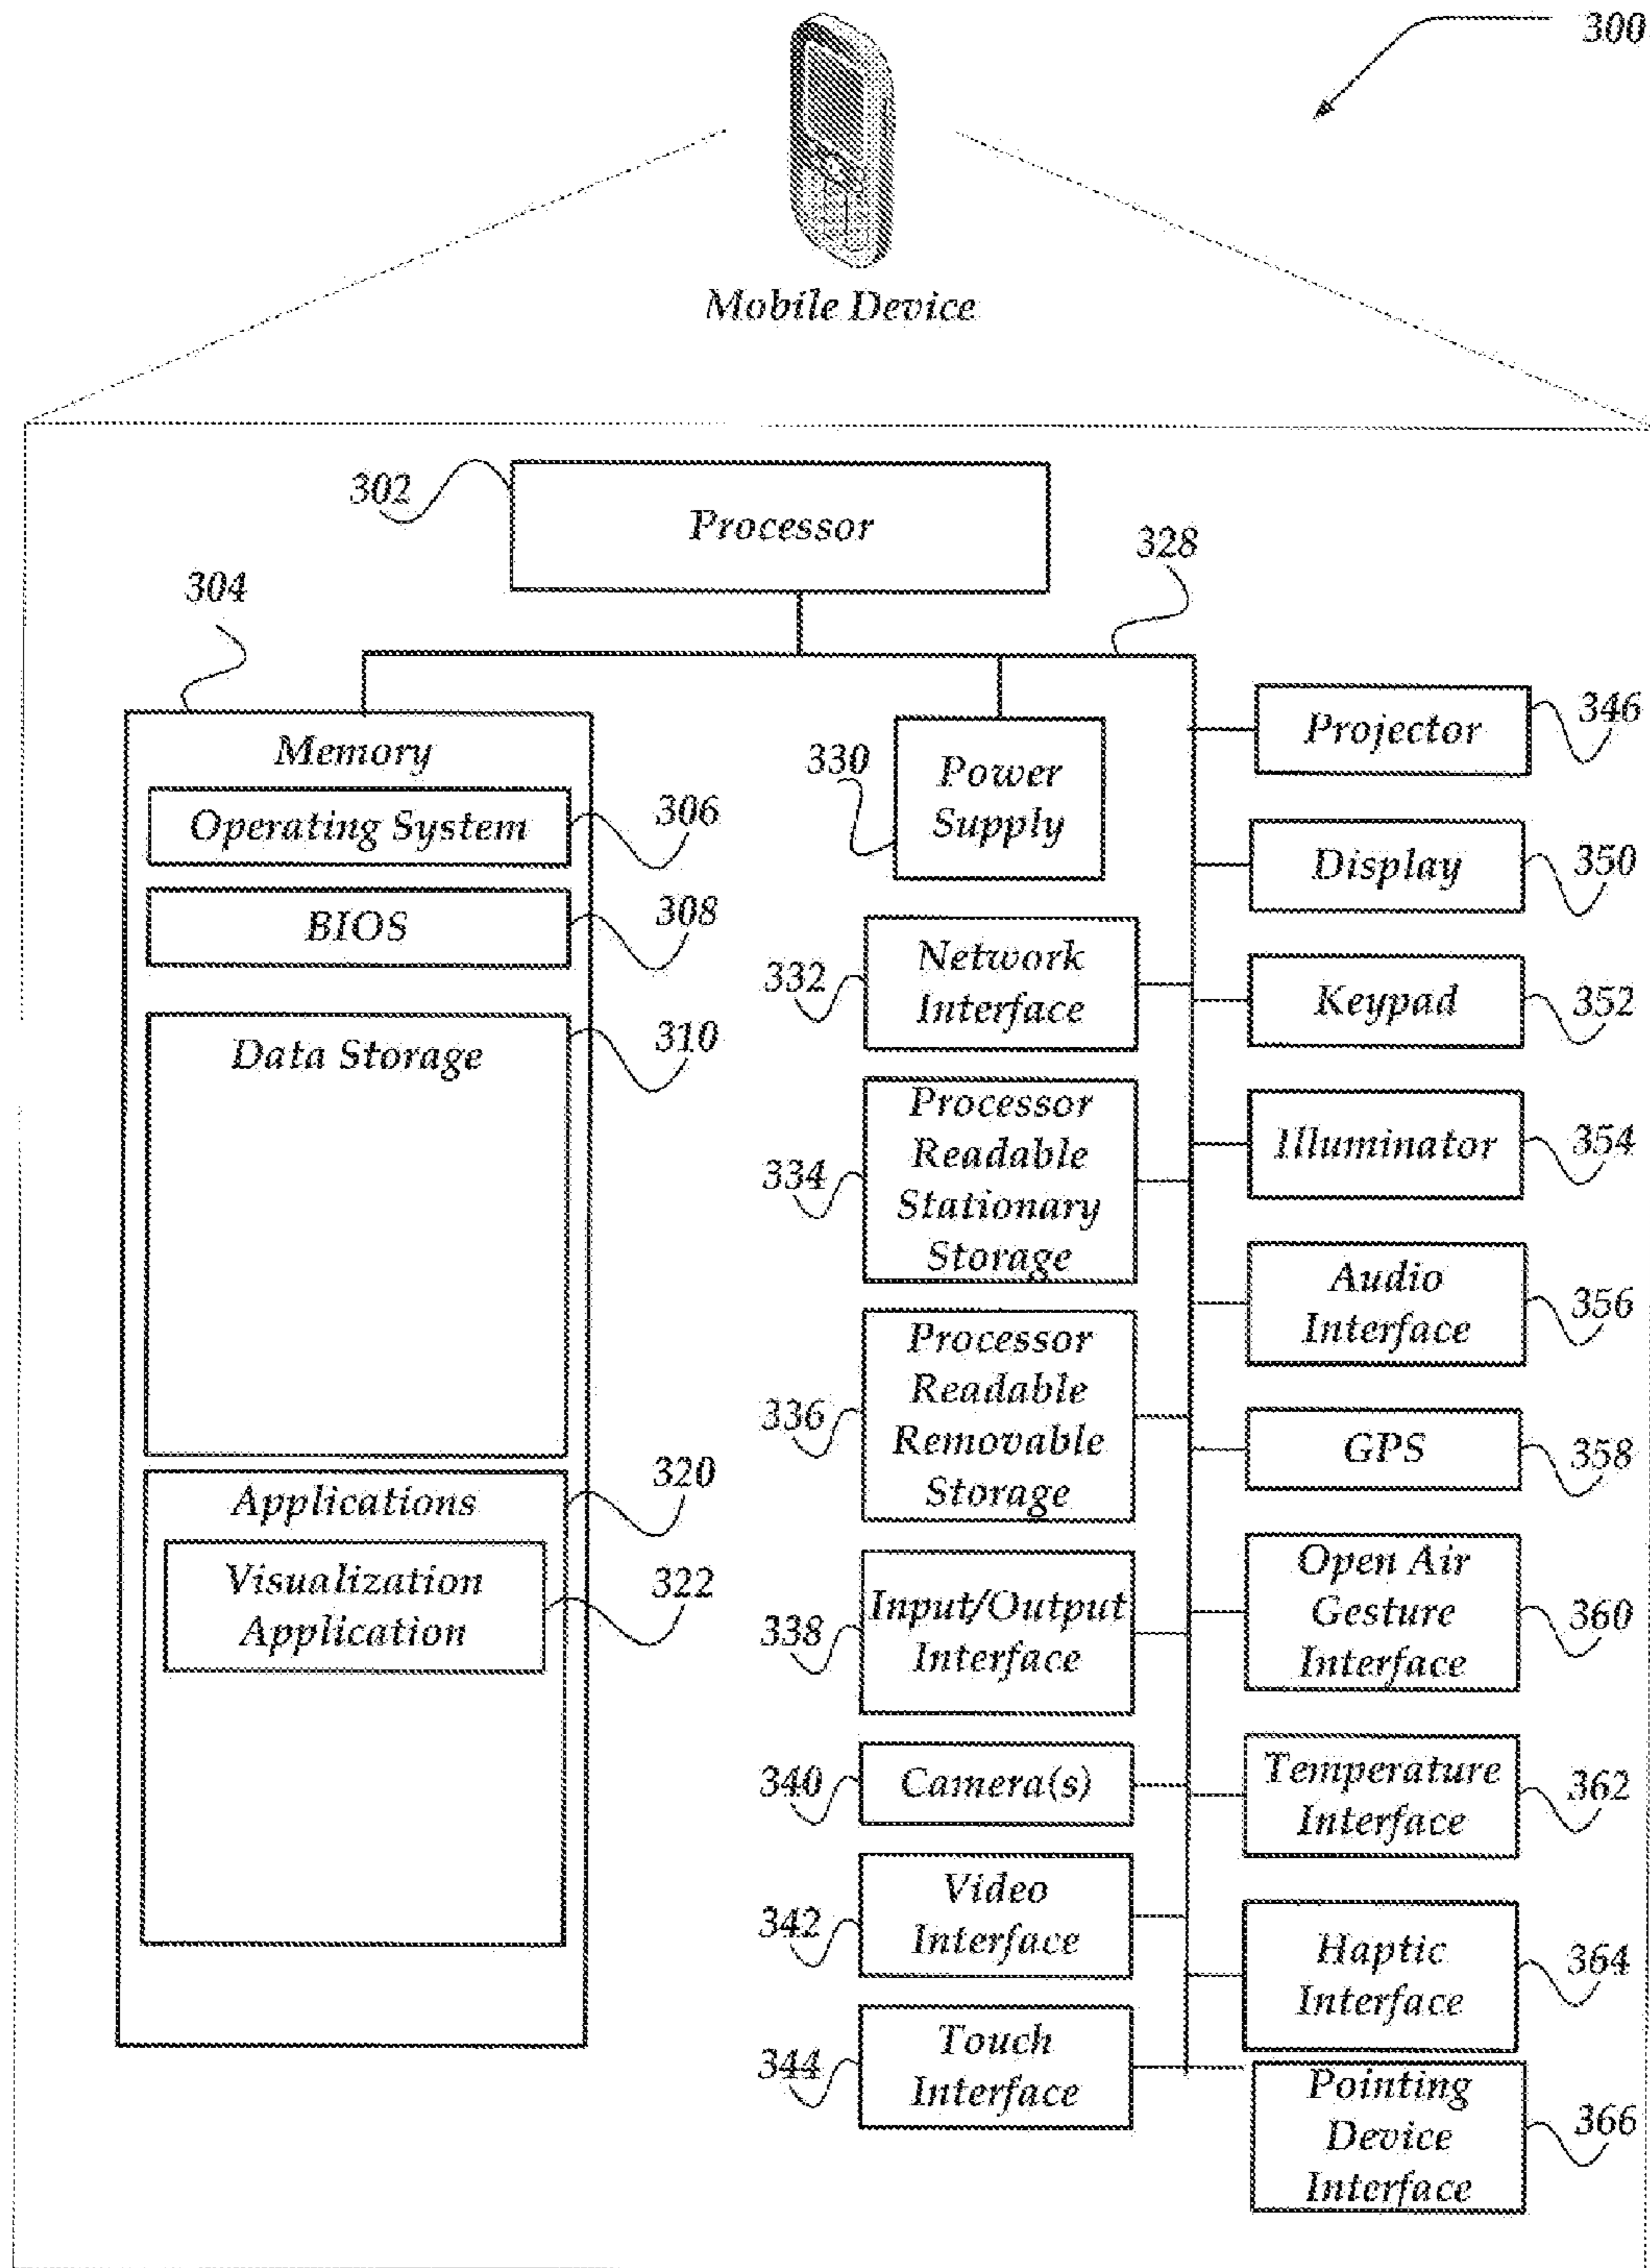 300
Mobile Device
302
Processor
328
304
Memory
Operating System
306
BIOS
308
Data Storage
310
Applications
320
Visualization
Application
322
330
Power
Supply
332
Network
Interface
334
Processor
Readable
Stationary
Storage
336
Processor
Readable
Removable
Storage
338
Input/Output
Interface
340
Camera(s)
342
Video
Interface
344
Touch
Interface
Projector
346
Display
350
Keypad
352
Illuminator
354
Audio
Interface
356
GPS
358
Open Air
Gesture
Interface
360
Temperature
Interface
362
Haptic
Interface
364
Pointing
Device
Interface
366